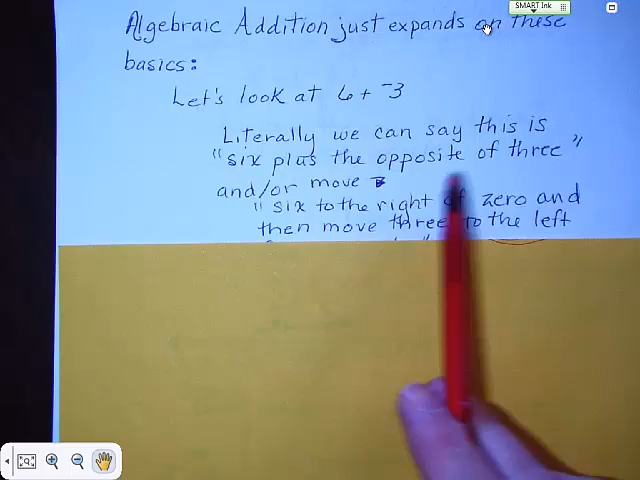 SMART Ink
Algebraic Addition just expands on these
basics:
Let's look at 6 + ⁻3
Literally we can say this is
"six plus the opposite of three"
and/or move
"six to the right of zero and
then move three to the left